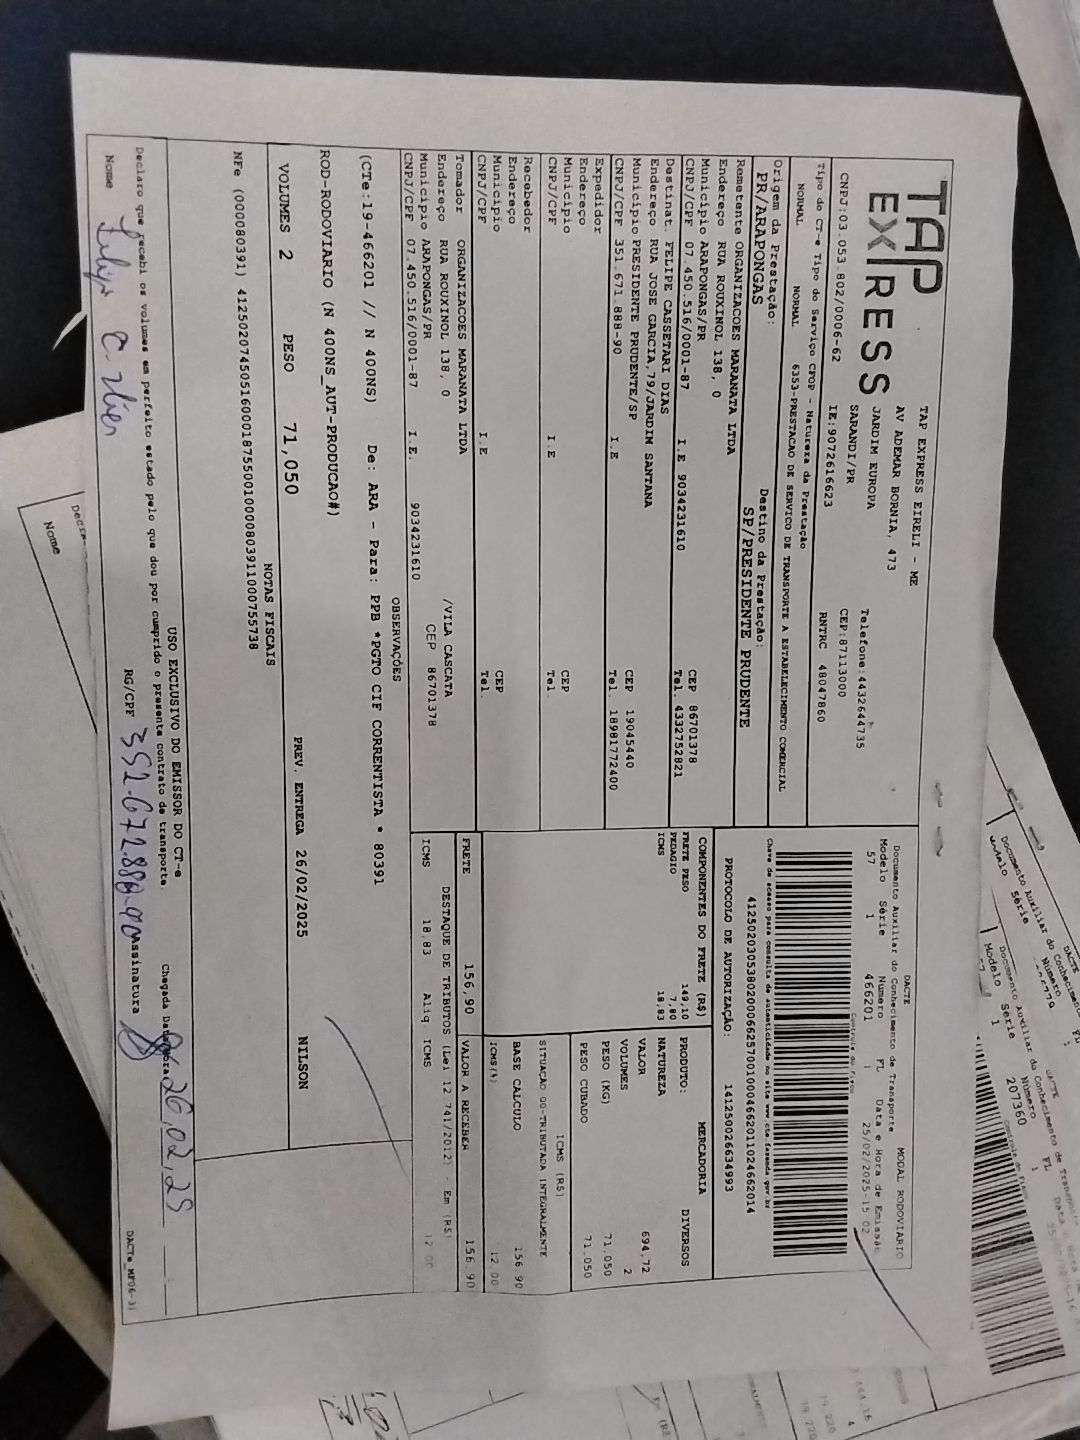 TAP
EXPRESS
TAP EXPRESS EIRELI - ME
AV ADEMAR BORNIA, 473
JARDIM EUROPA
SARANDI/PR
Telefone: 4432644735
CEP: 87113000
CNPJ: 03.053.802/0006-62
IE: 9072616623
RNTRC 48047860
Tipo do CT-e Tipo do Serviço CFOP - Natureza da Prestação
NORMAL NORMAL 6353-PRESTACAO DE SERVICO DE TRANSPORTE A ESTABELECIMENTO COMERCIAL
Origem da Prestação: Destino da Prestação:
PR/ARAPONGAS SP/PRESIDENTE PRUDENTE
Remetente ORGANIZACOES MARANATA LTDA
Endereço RUA ROUXINOL 138, 0
Município ARAPONGAS/PR CEP 86701378
CNPJ/CPF 07.450.516/0001-87 I.E 9034231610 Tel. 4332752821
Destinat. FELIPE CASSETARI DIAS
Endereço RUA JOSE GARCIA, 79/JARDIN SANTANA
Município PRESIDENTE PRUDENTE/SP CEP 19045440
CNPJ/CPF 351.671.888-90 I.E Tel. 18981772400
Expedidor
Endereço
Município CEP
CNPJ/CPF I.E Tel.
Recebedor
Endereço
Município CEP
CNPJ/CPF I.E Tel.
Tomador ORGANIZACOES MARANATA LTDA
Endereço RUA ROUXINOL 138, 0 /VILA CASCATA
Município ARAPONGAS/PR CEP 86701378
CNPJ/CPF 07.450.516/0001-87 I.E. 9034231610
DACTE MODAL RODOVIARIO
Documento Auxiliar do Conhecimento de Transporte
Modelo Série Número FL Data e Hora de Emissão
57 1 466201 1 25/02/2025-15 02
Controle do Fisco
Chave de acesso para consulta de autenticidade no site www.cte.fazenda.gov.br
41250203053802000662570010004662011024662014
PROTOCOLO DE AUTORIZAÇÃO: 141250026634993
COMPONENTES DO FRETE (R$)
FRETE PESO 149,10
PEDAGIO 7,80
ICMS 18,83
PRODUTO: MERCADORIA
NATUREZA DIVERSOS
VALOR 694,72
VOLUMES 2
PESO (KG) 71.050
PESO CUBADO 71.050
ICMS (R$)
SITUAÇÃO 00-TRIBUTADA INTEGRALMENTE
BASE CALCULO 156 90
ICMS(%) 12 00
FRETE 156.90 VALOR A RECEBER 156 90
DESTAQUE DE TRIBUTOS (Lei 12 741/2012) - Em (R$)
ICMS 18,83 Aliq ICMS 12 00
OBSERVAÇÕES
(CTe:19-466201 // N 400NS) De: ARA - Para: PPB *PGTO CIF CORRENTISTA * 80391
ROD-RODOVIARIO (N 400NS_AUT-PRODUCAO#)
VOLUMES 2 PESO 71,050 PREV. ENTREGA 26/02/2025 NILSON
NOTAS FISCAIS
NFe (000080391) 41250207450516000187550010000803911000755738
USO EXCLUSIVO DO EMISSOR DO CT-e
Declaro que recebi os volumes em perfeito estado pelo que dou por cumprido o presente contrato de transporte.
Chegada Data/Hora 26,02,25
Nome RG/CPF Assinatura
DACTe_MF06-31
Nome
DACTE
Documento Auxiliar do Conhecimento de
Modelo Série Número FL
1 207360 1